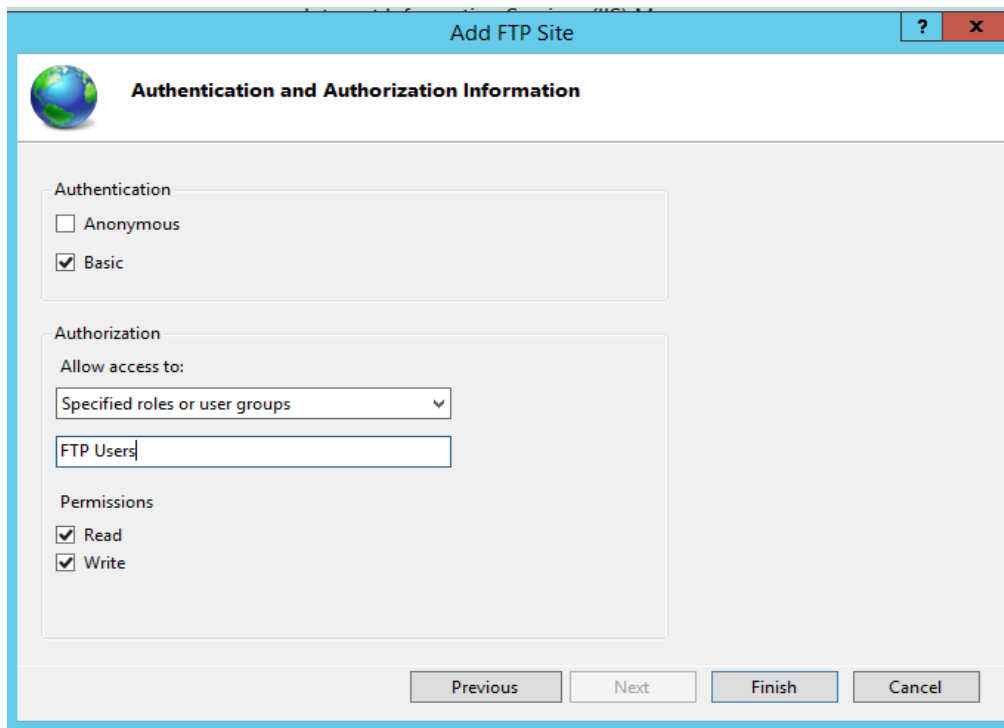 Add FTP Site
?
x
Authentication and Authorization Information
Authentication
Anonymous
Basic
Authorization
Allow access to:
Specified roles or user groups
FTP Users
Permissions
Read
Write
Previous Next Finish Cancel